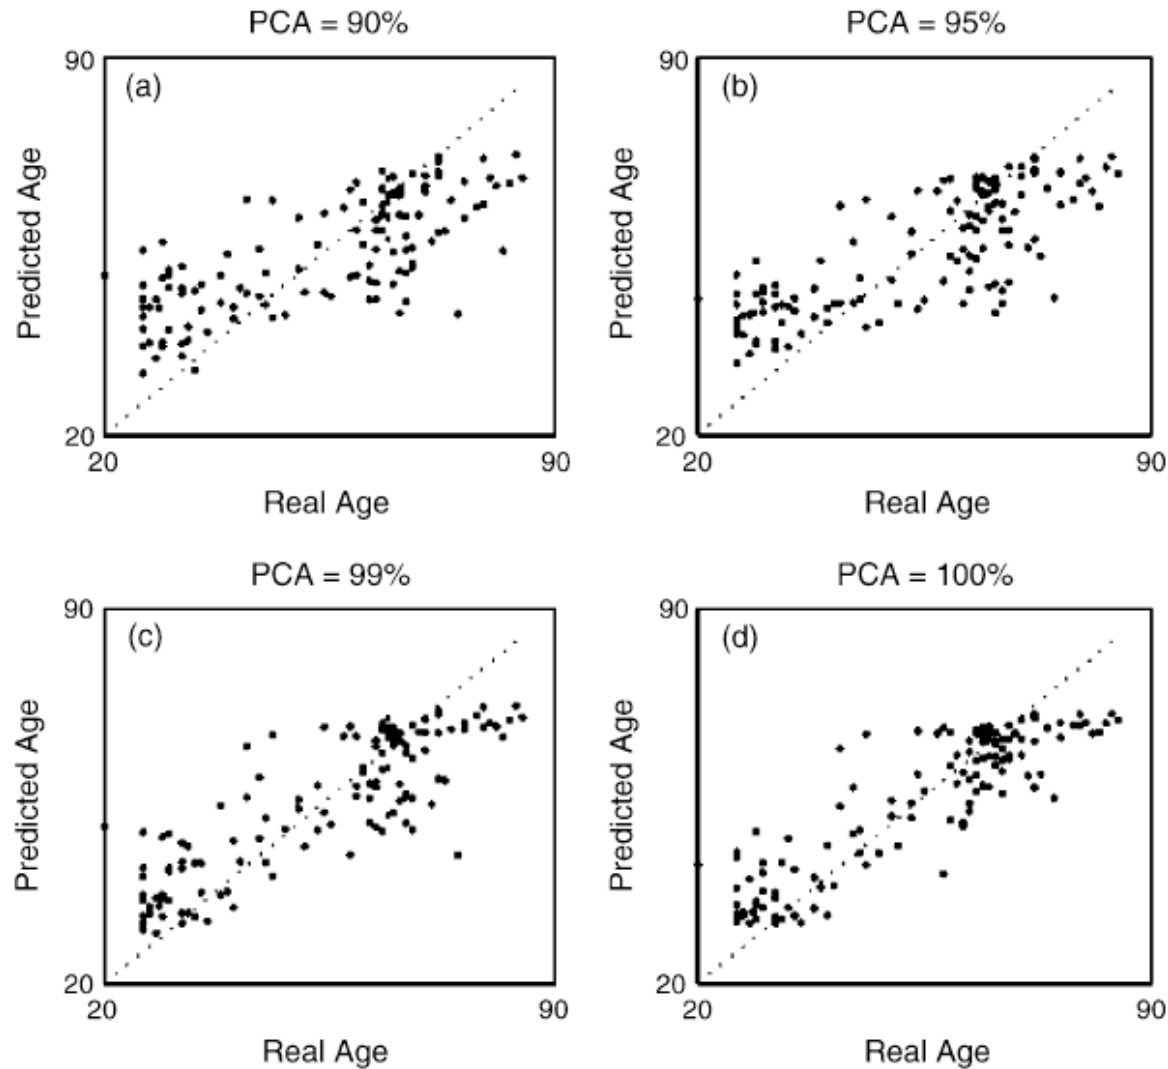 PCA = 90%
90
(a)
Predicted Age
20
20
90
Real Age
PCA = 95%
90
(b)
Predicted Age
20
20
90
Real Age
PCA = 99%
90
(c)
Predicted Age
20
20
90
Real Age
PCA = 100%
90
(d)
Predicted Age
20
20
90
Real Age